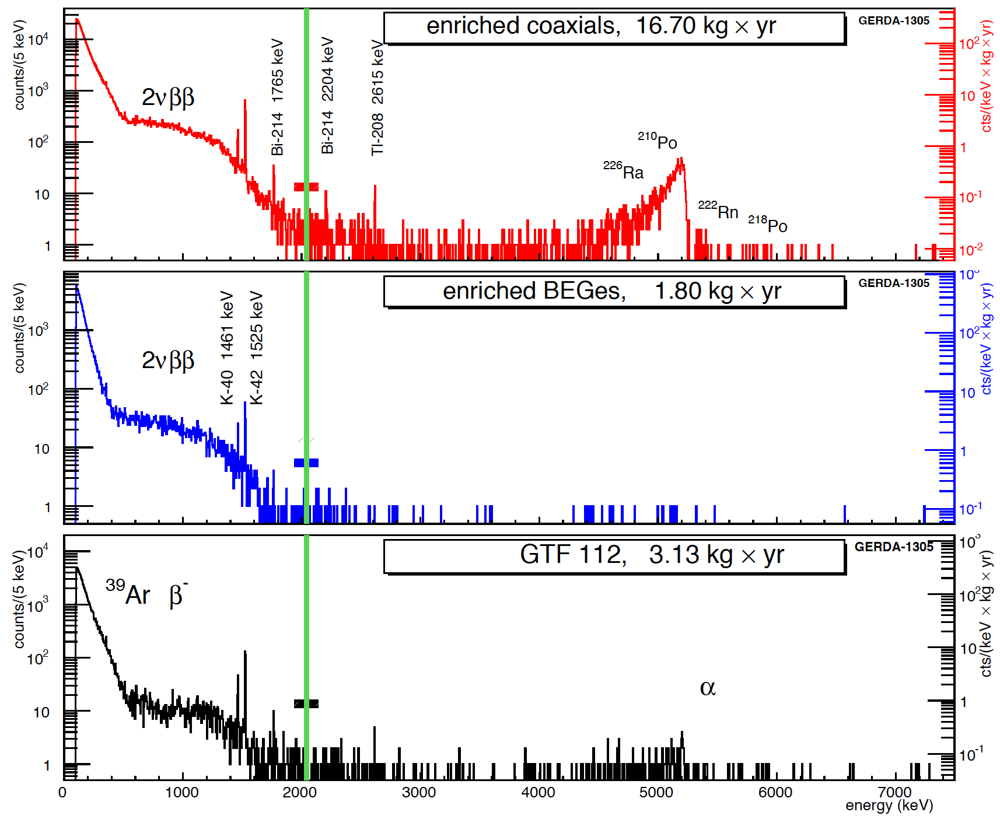 enriched coaxials, 16.70 kg × yr
GERDA-1305
counts/(5 keV)
cts/(keV × kg × yr)
10⁴
10³
10²
10
1
10²
10
1
10⁻¹
10⁻²
2νββ
Bi-214 1765 keV
Bi-214 2204 keV
Tl-208 2615 keV
²¹⁰Po
²²⁶Ra
²²²Rn
²¹⁸Po
enriched BEGes, 1.80 kg × yr
GERDA-1305
counts/(5 keV)
cts/(keV × kg × yr)
10³
10²
10
1
10³
10²
10
1
10⁻¹
2νββ
K-40 1461 keV
K-42 1525 keV
GTF 112, 3.13 kg × yr
GERDA-1305
counts/(5 keV)
cts/(keV × kg × yr)
10⁴
10³
10²
10
1
10³
10²
10
1
10⁻¹
³⁹Ar β⁻
α
0 1000 2000 3000 4000 5000 6000 7000
energy (keV)